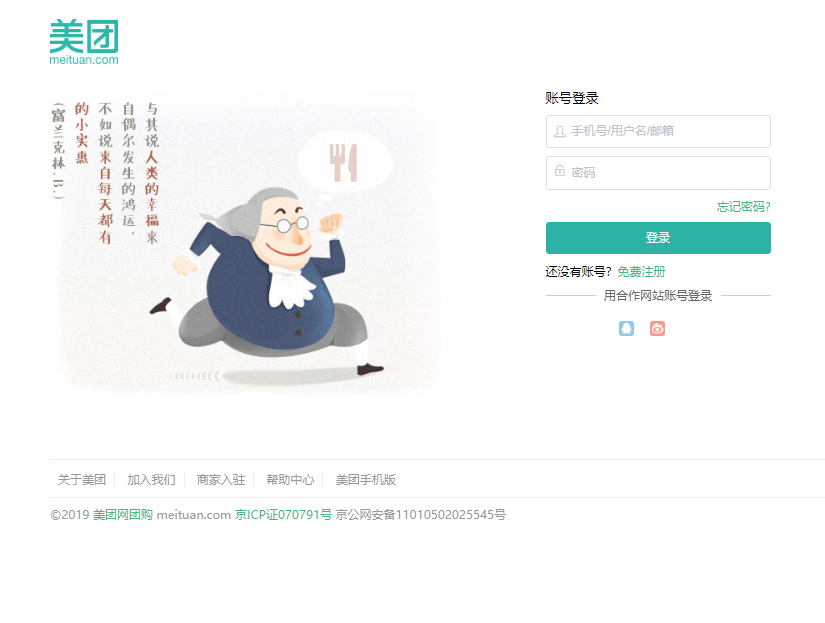 美团
meituan.com
与其说人类的幸福来
自偶尔发生的鸿运，
不如说来自每天都有
的小实惠
（富兰克林.B.）
账号登录
手机号/用户名/邮箱
密码
忘记密码?
登录
还没有账号？免费注册
用合作网站账号登录
关于美团 加入我们 商家入驻 帮助中心 美团手机版
©2019 美团网团购 meituan.com 京ICP证070791号 京公网安备11010502025545号